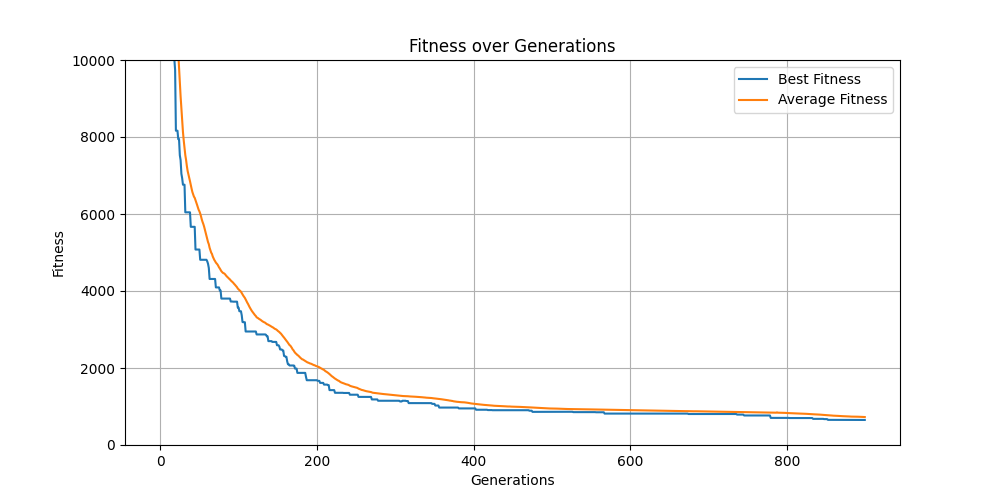 Fitness over Generations
Best Fitness
Average Fitness
10000
8000
6000
4000
2000
0
Fitness
0 200 400 600 800
Generations